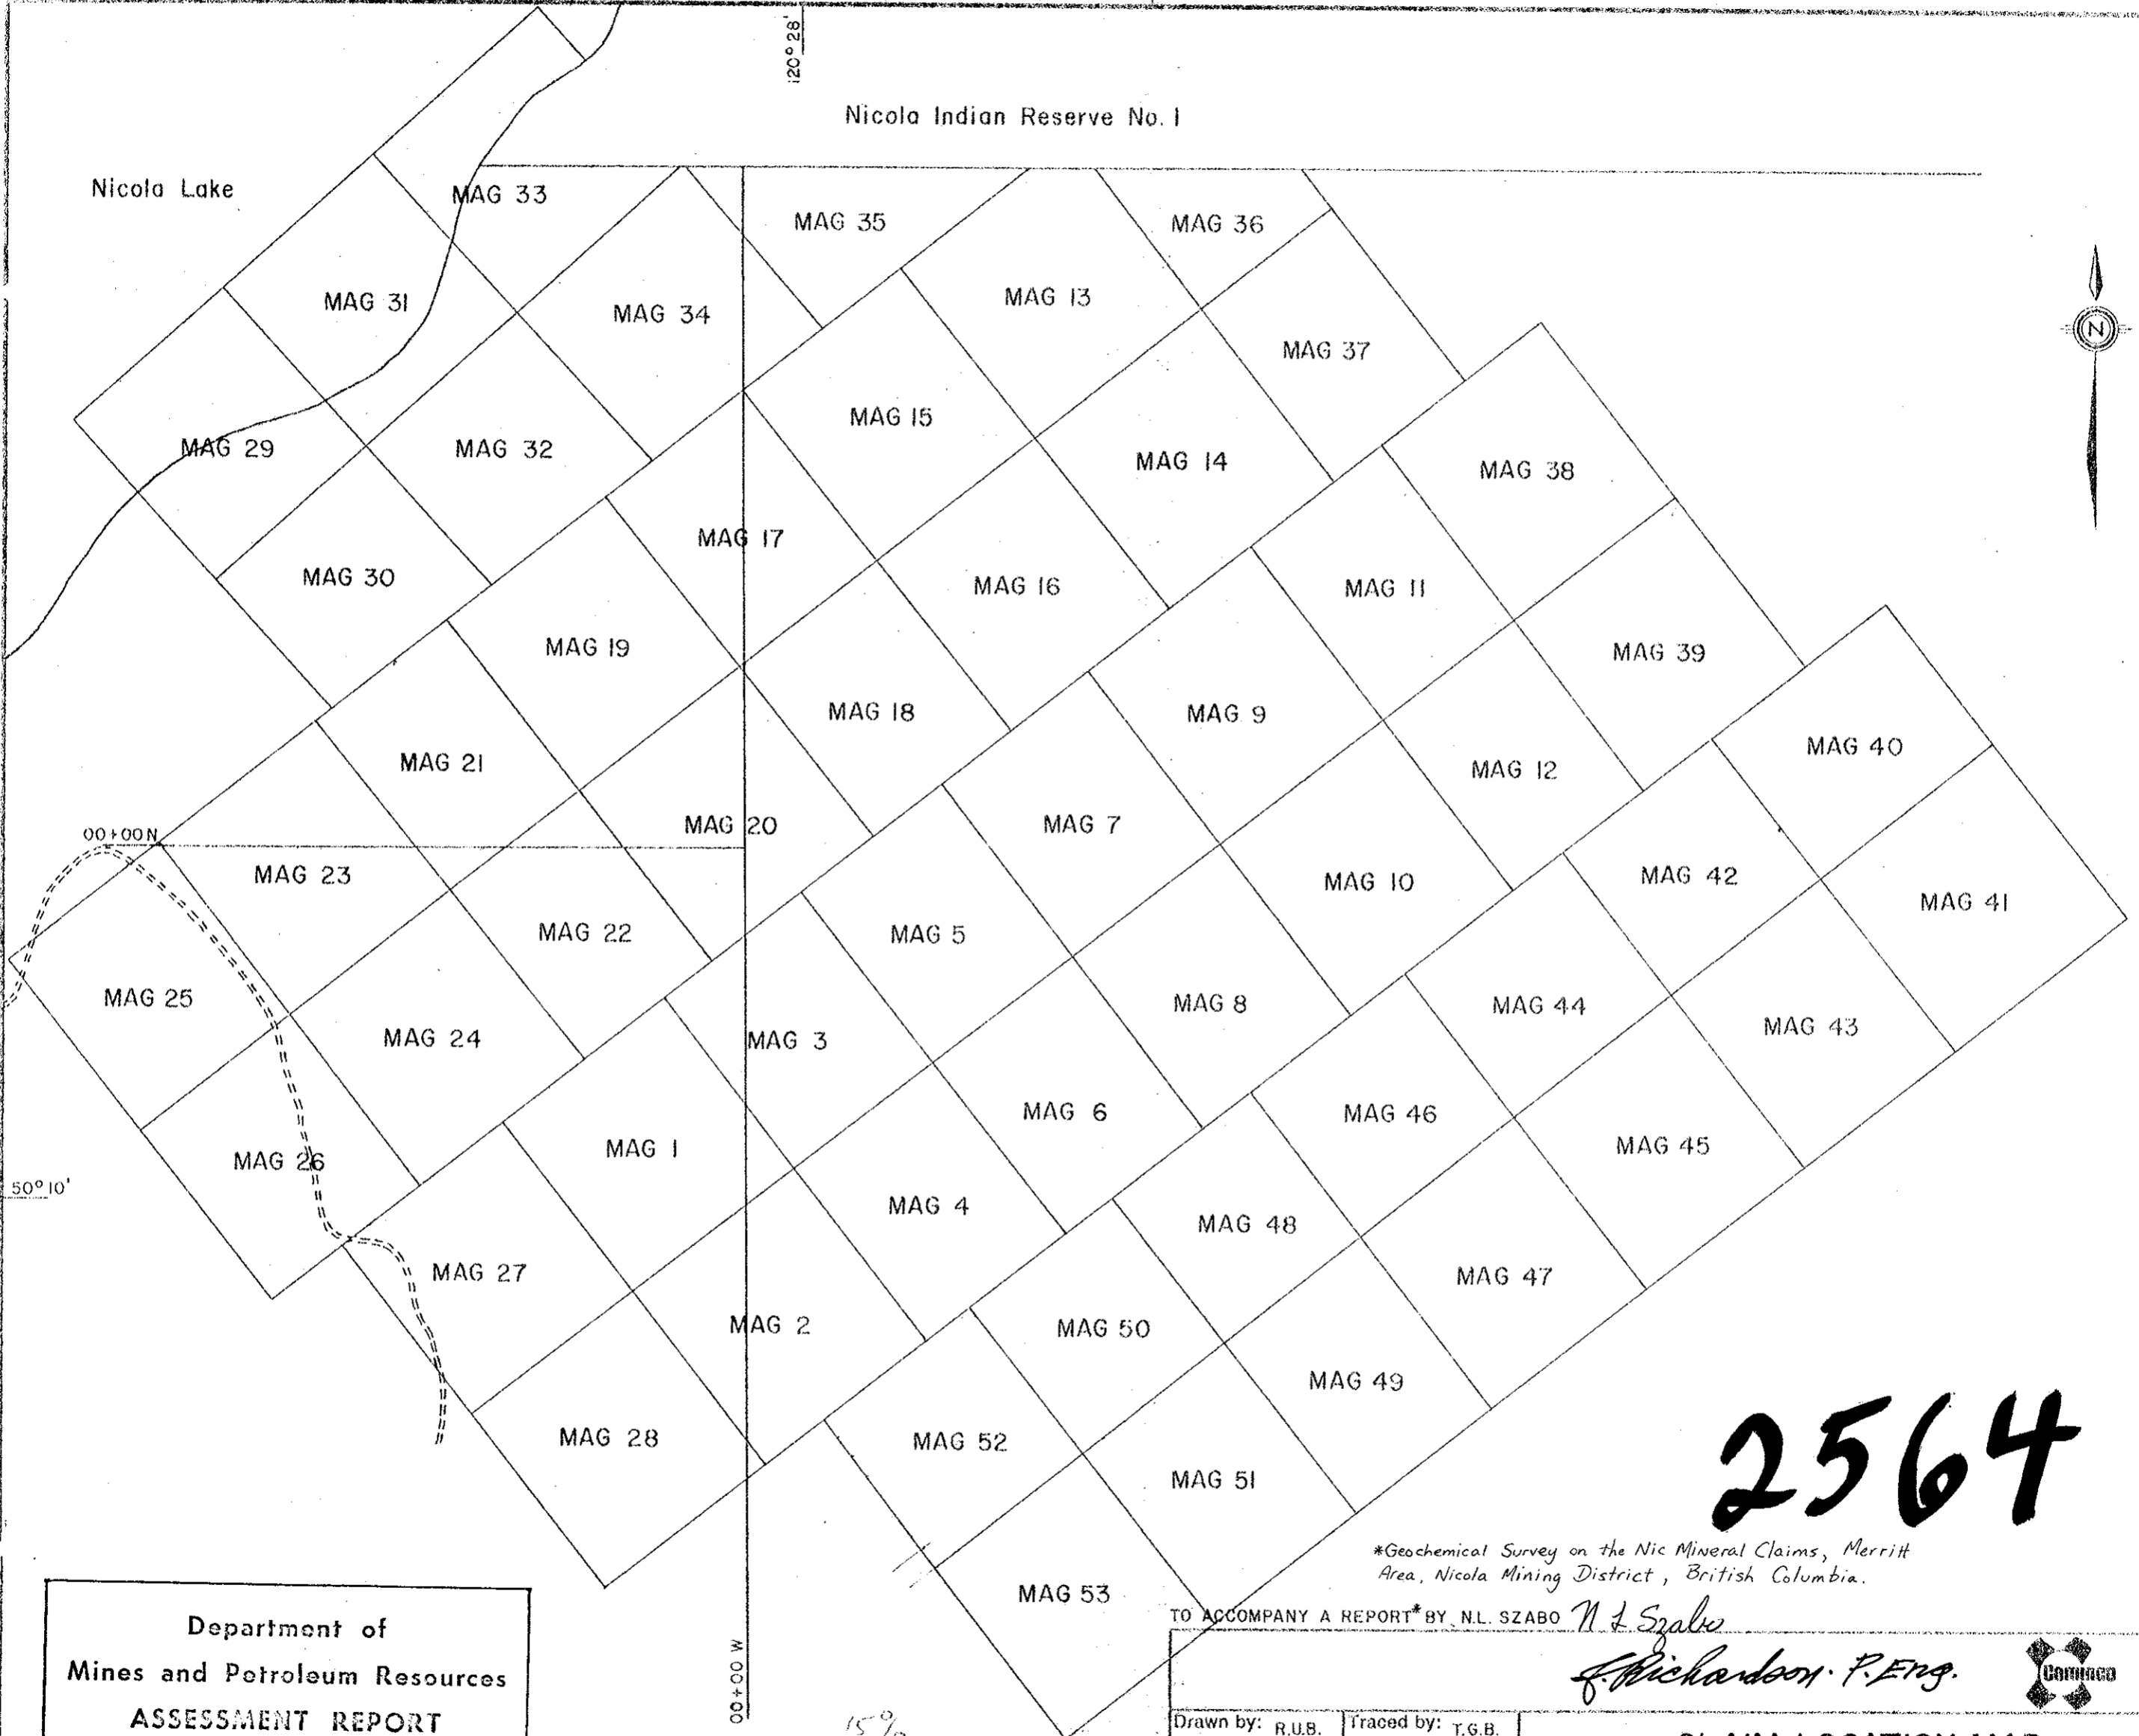 120° 28'
Nicola Indian Reserve No. 1
Nicola Lake
MAG 33
MAG 35
MAG 36
MAG 31
MAG 34
MAG 13
MAG 37
N
MAG 29
MAG 32
MAG 15
MAG 14
MAG 38
MAG 17
MAG 30
MAG 16
MAG 11
MAG 19
MAG 39
MAG 18
MAG 9
MAG 21
MAG 12
MAG 40
MAG 20
MAG 7
00+00N
MAG 23
MAG 10
MAG 42
MAG 41
MAG 22
MAG 5
MAG 25
MAG 8
MAG 44
MAG 24
MAG 3
MAG 43
MAG 6
MAG 46
MAG 1
MAG 45
MAG 26
50° 10'
MAG 4
MAG 48
MAG 27
MAG 47
MAG 2
MAG 50
MAG 49
MAG 28
MAG 52
MAG 51
MAG 53
2564
*Geochemical Survey on the Nic Mineral Claims, Merritt
Area, Nicola Mining District, British Columbia.
TO ACCOMPANY A REPORT* BY N.L. SZABO N L Szabo
J. Richardson. P. Eng.
Cominco
Drawn by: R.U.B.
Traced by: T.G.B.
Department of
Mines and Petroleum Resources
ASSESSMENT REPORT
00+00 W
15%